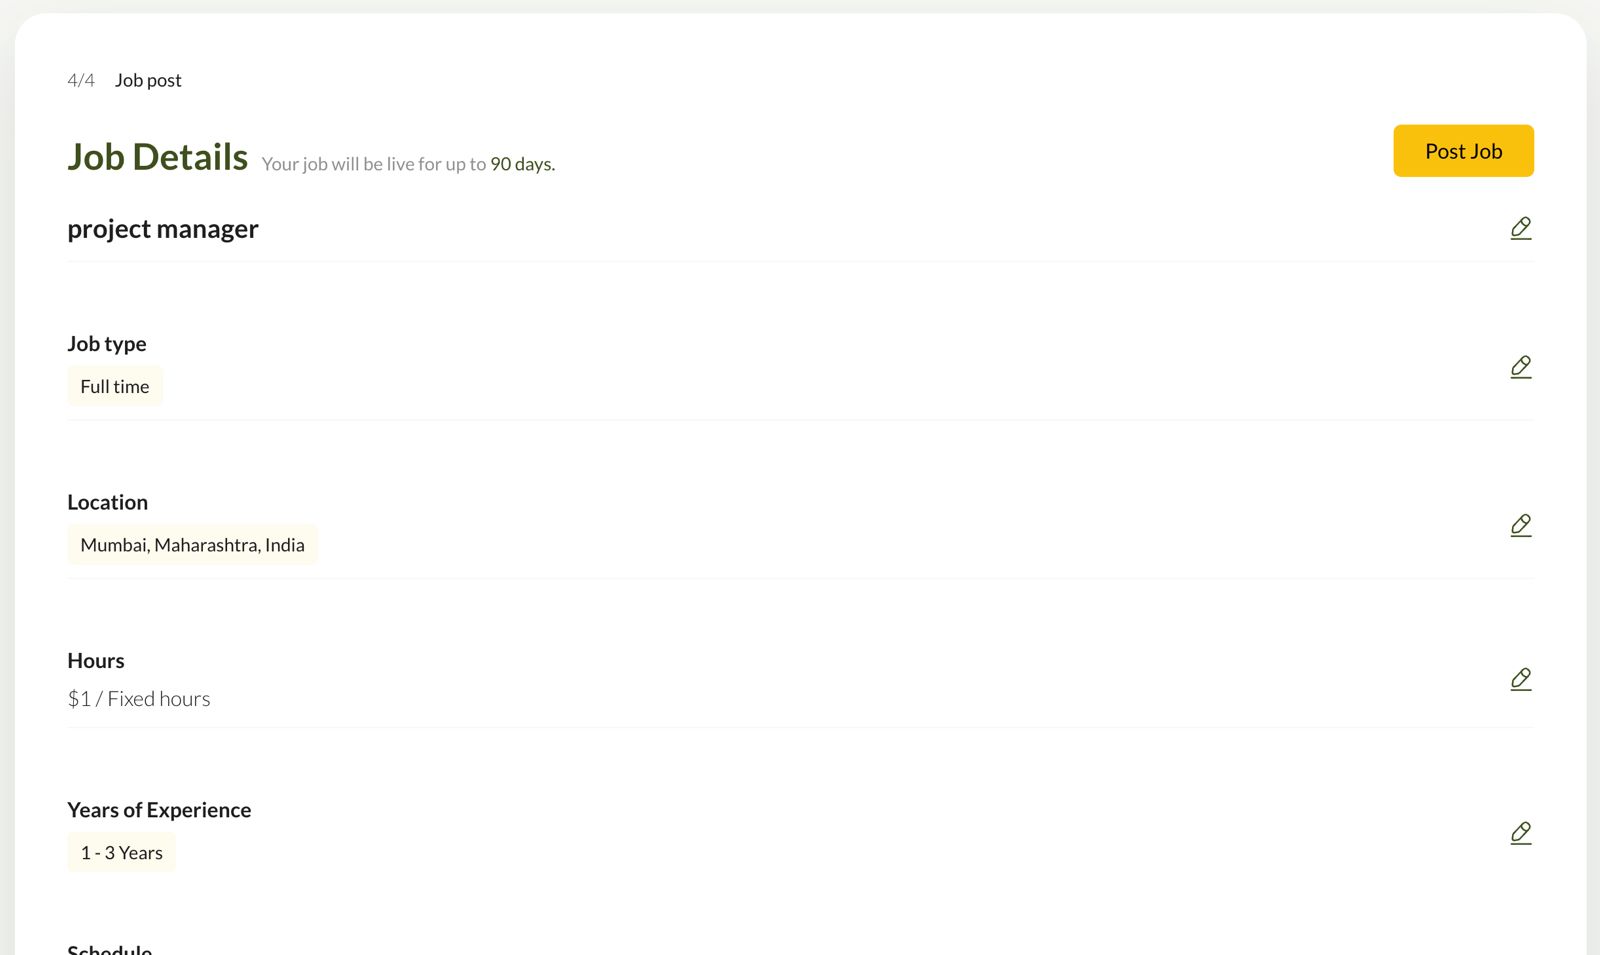 4/4 Job post
Job Details Your job will be live for up to 90 days.
Post Job
project manager
Job type
Full time
Location
Mumbai, Maharashtra, India
Hours
$1 / Fixed hours
Years of Experience
1 - 3 Years
Schedule